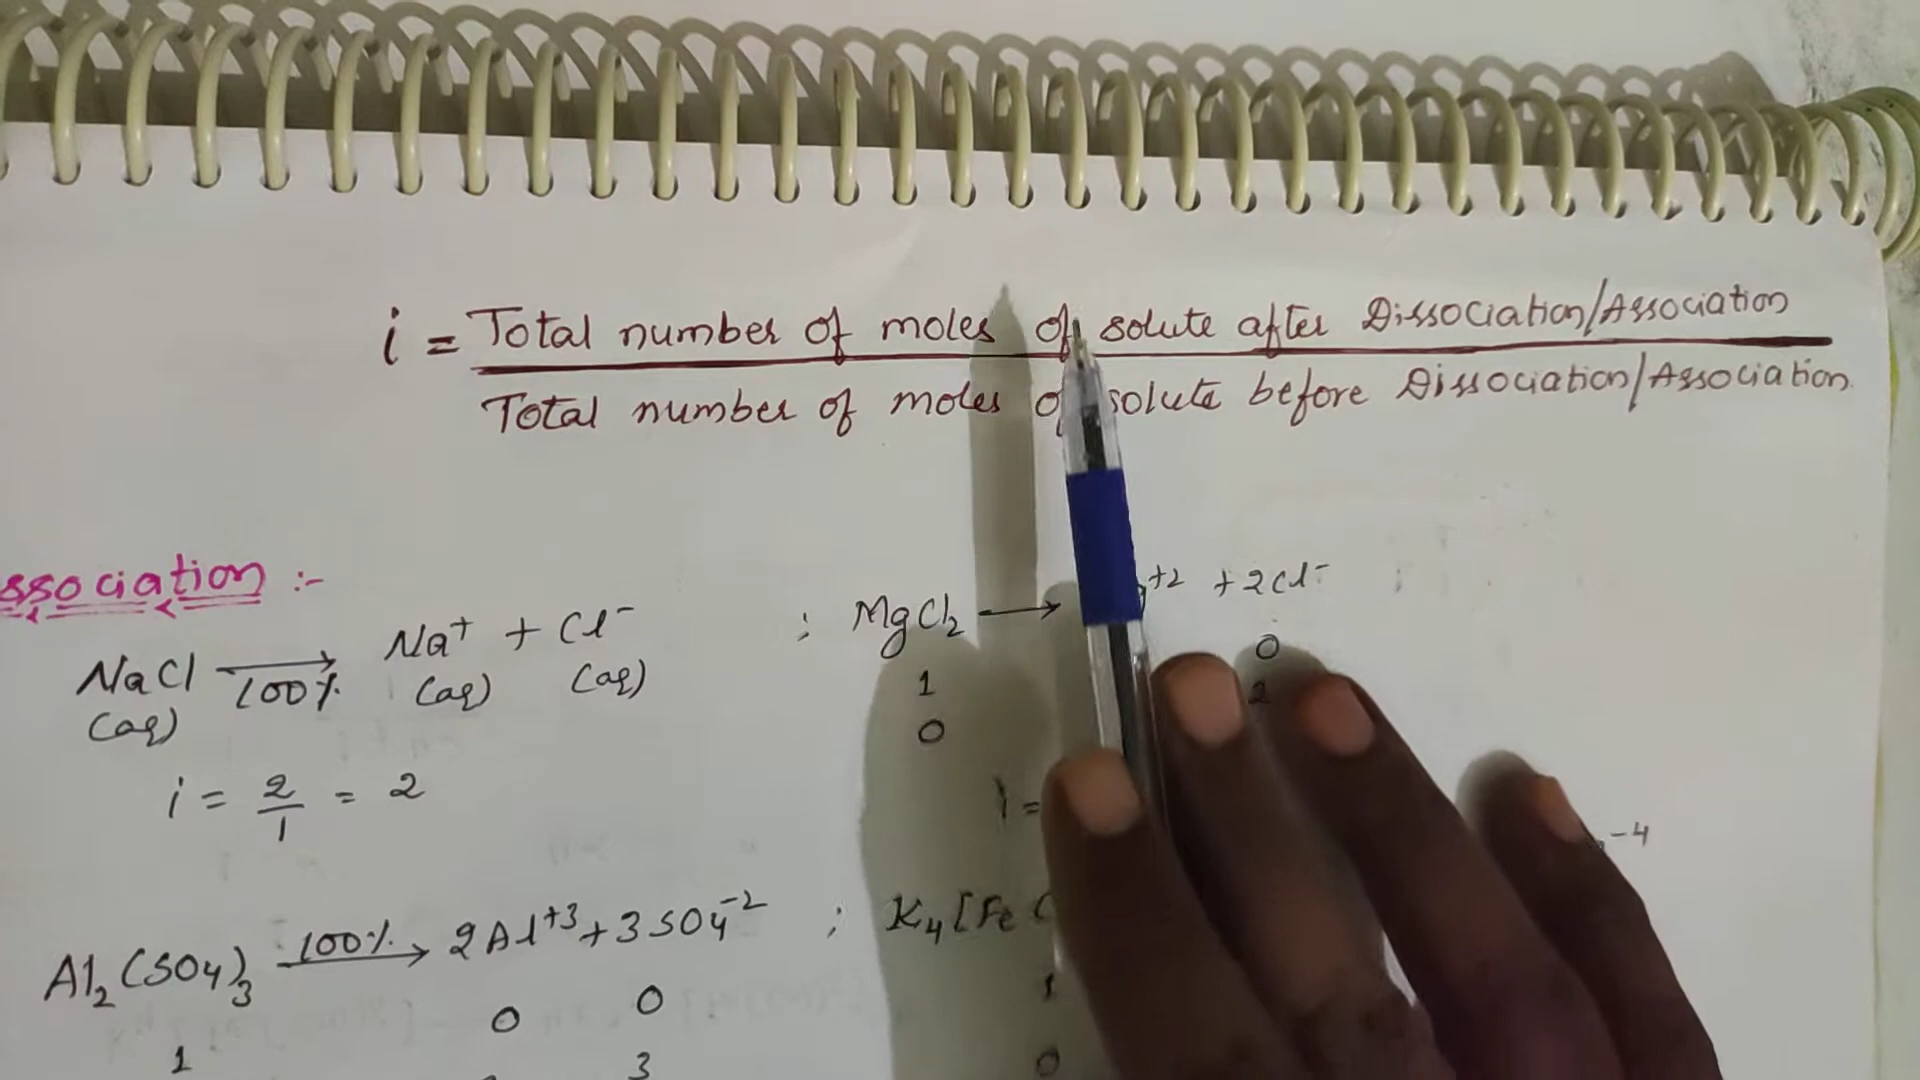 i = Total number of moles of solute after Dissociation/Association
Total number of moles of solute before Dissociation/Association
ssociation :-
NaCl ⟶ Na⁺ + Cl⁻ ; MgCl₂ ⟶ ⁺² + 2Cl⁻
100%
(aq) (aq) (aq)
1 0
0 2
i = 2/1 = 2 i =
⁻⁴
Al₂(SO₄)₃ ⟶ 2Al⁺³ + 3SO₄⁻² ; K₄[Fe C
100%
0 0 1
1 3 0